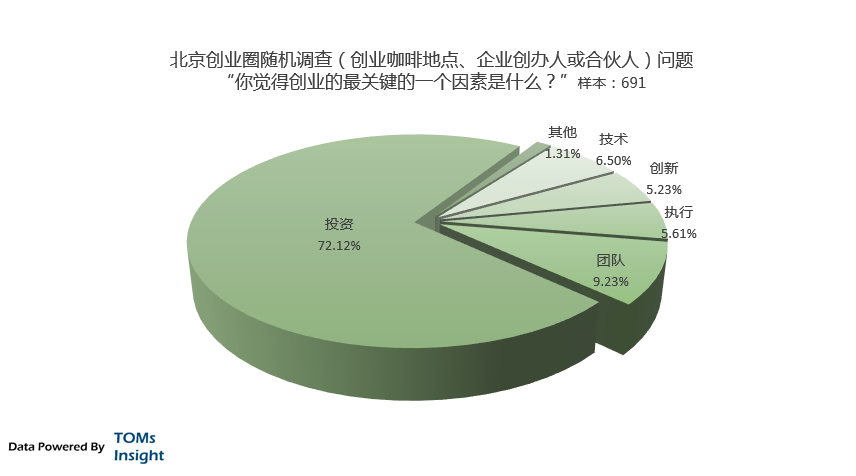 北京创业圈随机调查（创业咖啡地点、企业创办人或合伙人）问题
“你觉得创业的最关键的一个因素是什么？”样本：691
其他
1.31%
技术
6.50%
创新
5.23%
执行
5.61%
团队
9.23%
投资
72.12%
Data Powered By
TOMs
Insight